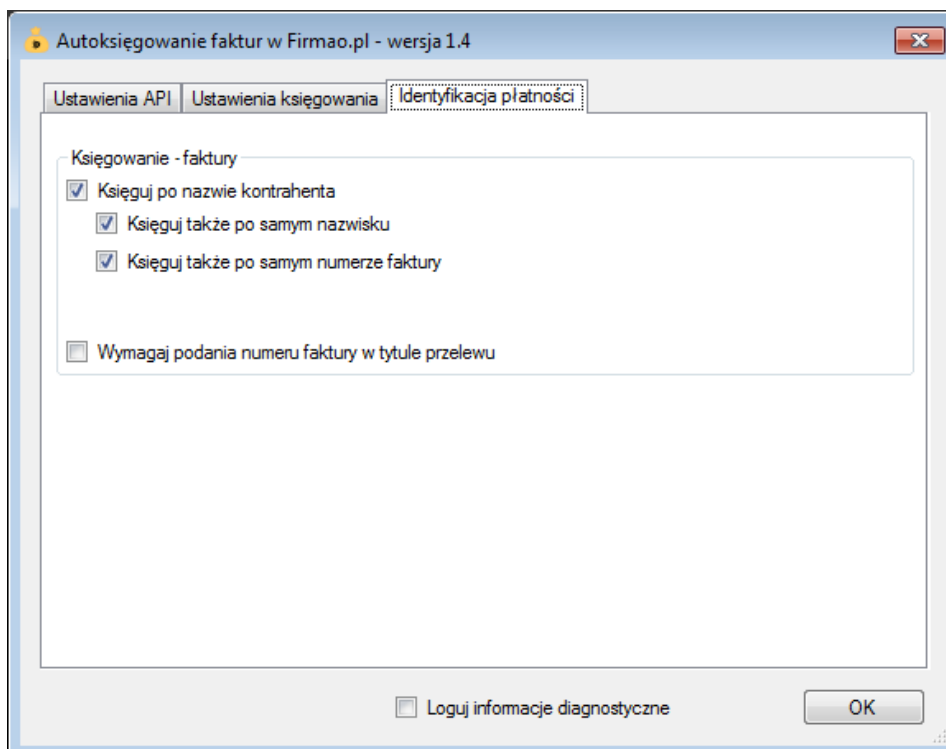 Autoksięgowanie faktur w Firmao.pl - wersja 1.4
Ustawienia API Ustawienia księgowania Identyfikacja płatności
Księgowanie - faktury
Księguj po nazwie kontrahenta
Księguj także po samym nazwisku
Księguj także po samym numerze faktury
Wymagaj podania numeru faktury w tytule przelewu
Loguj informacje diagnostyczne OK